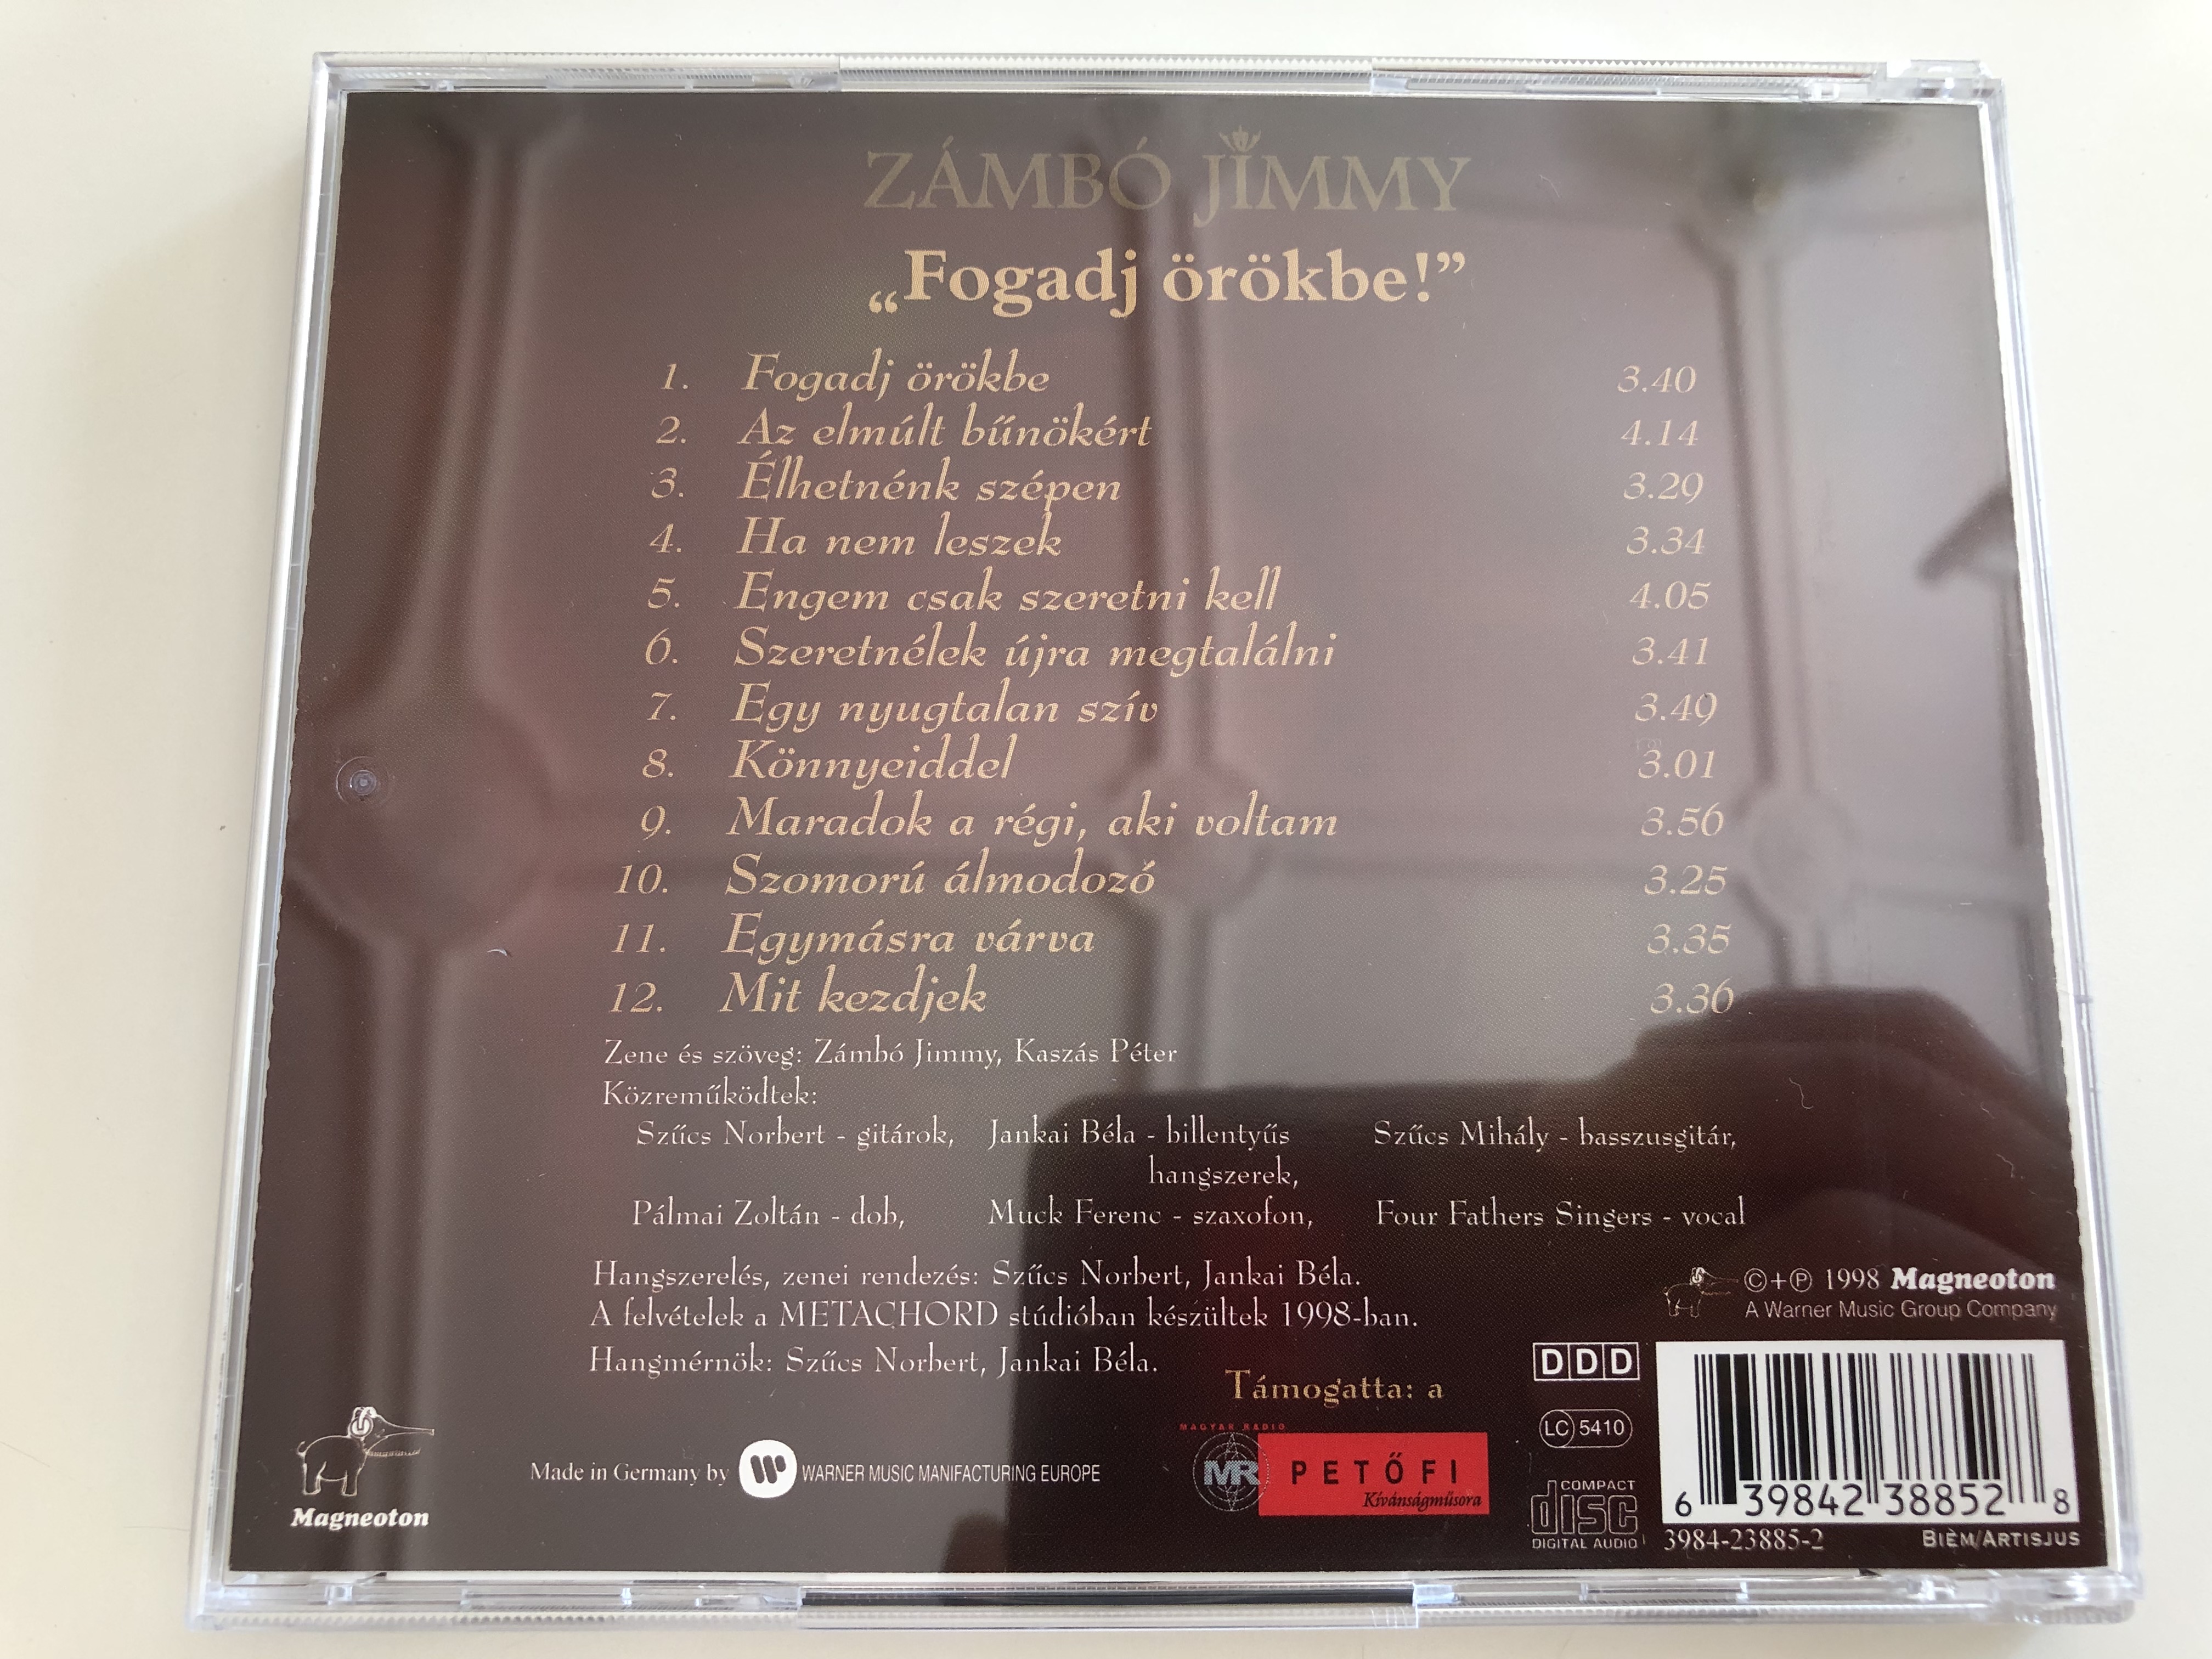 ZÁMBÓ JIMMY
„Fogadj örökbe!”
1. Fogadj örökbe 3.40
2. Az elmúlt bűnökért 4.14
3. Élhetnénk szépen 3.29
4. Ha nem leszek 3.34
5. Engem csak szeretni kell 4.05
6. Szeretnélek újra megtalálni 3.41
7. Egy nyugtalan szív 3.49
8. Könnyeiddel 3.01
9. Maradok a régi, aki voltam 3.56
10. Szomorú álmodozó 3.25
11. Egymásra várva 3.35
12. Mit kezdjek 3.36
Zene és szöveg: Zámbó Jimmy, Kaszás Péter
Közreműködtek:
Szűcs Norbert - gitárok, Jankai Béla - billentyűs Szűcs Mihály - basszusgitár,
hangszerek,
Pálmai Zoltán - dob, Muck Ferenc - szaxofon, Four Fathers Singers - vocal
Hangszerelés, zenei rendezés: Szűcs Norbert, Jankai Béla.
A felvételek a METACHORD stúdióban készültek 1998-ban.
Hangmérnök: Szűcs Norbert, Jankai Béla.
©+℗ 1998 Magneoton
A Warner Music Group Company
Támogatta: a
MAGYAR RADIO
MR PETŐFI
Kívánságműsora
Magneoton
Made in Germany by WARNER MUSIC MANIFACTURING EUROPE
DDD
LC 5410
COMPACT
disc
DIGITAL AUDIO
6 39842 38852 8
3984-23885-2 BIÈM/ARTISJUS